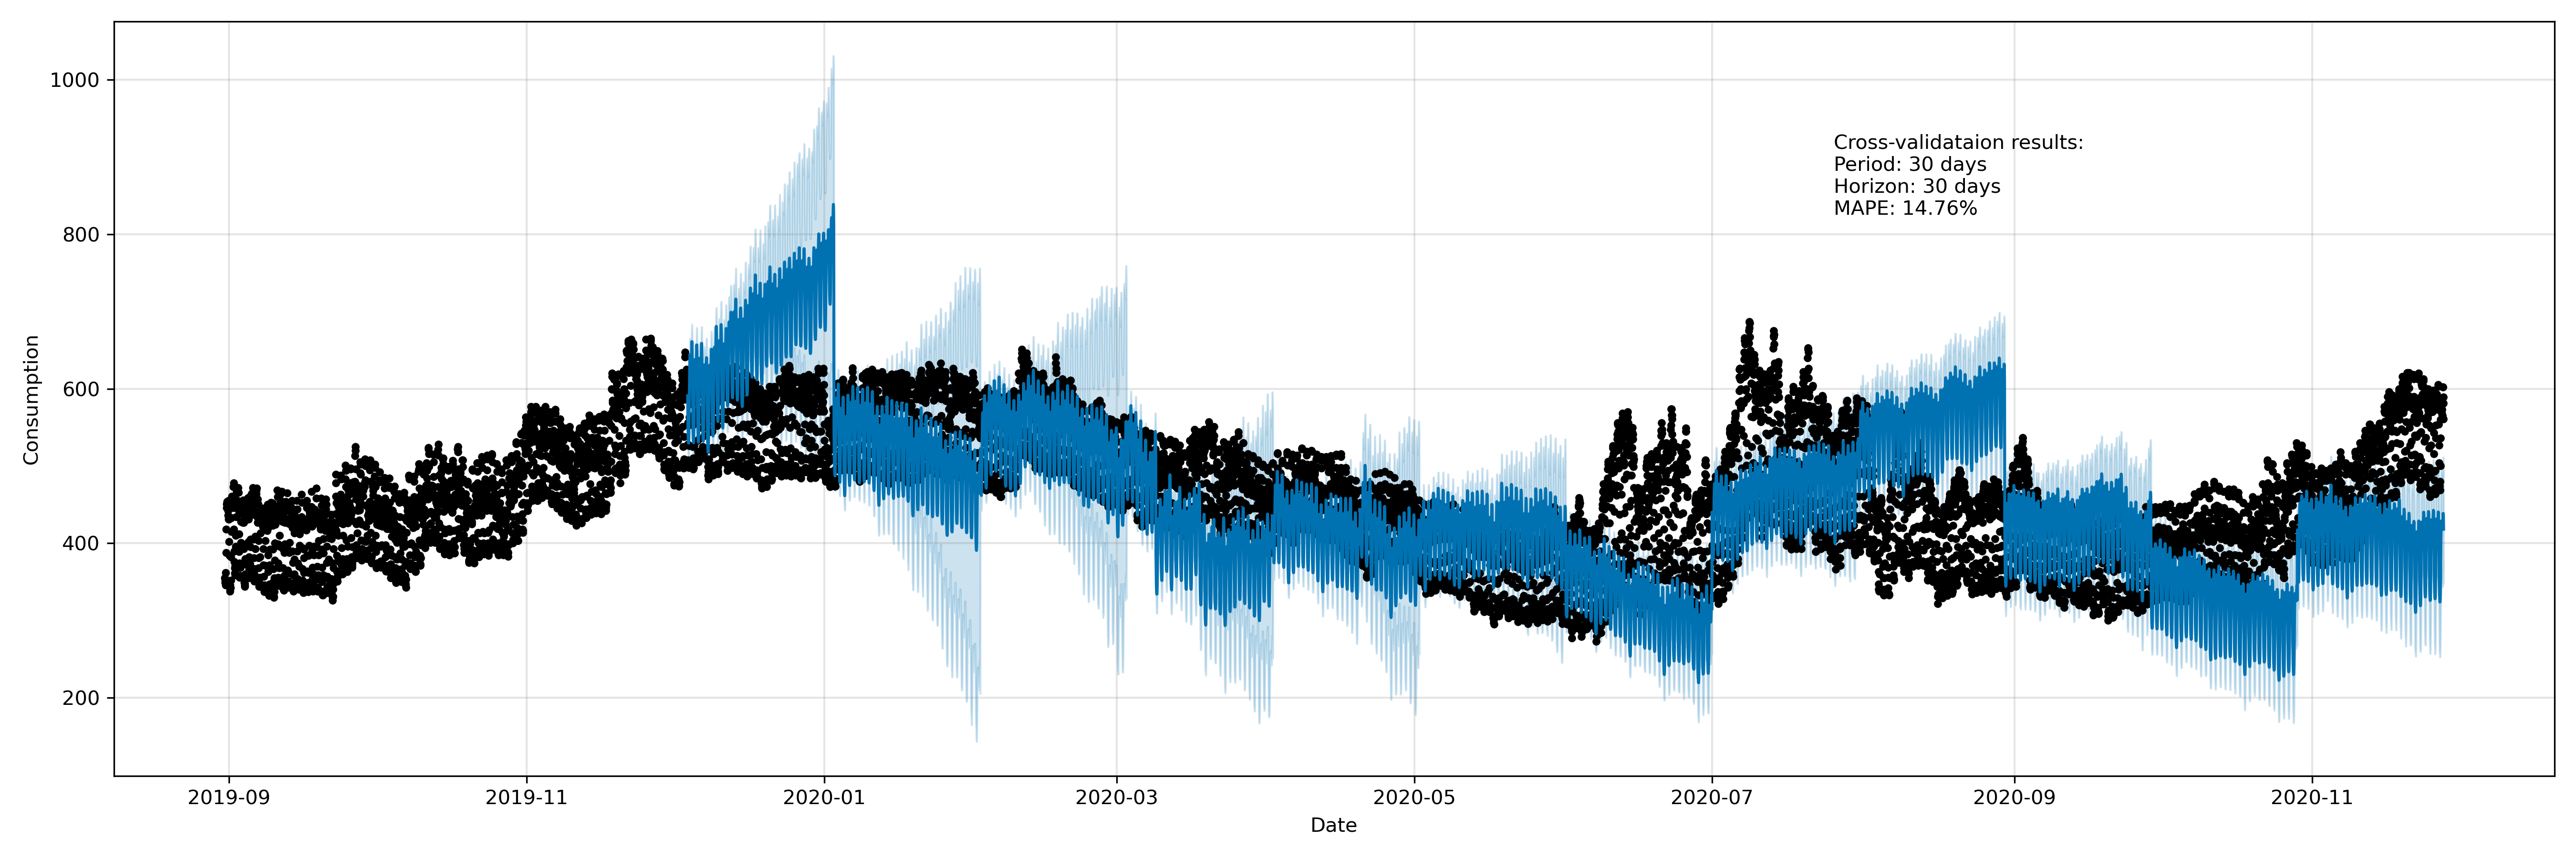 1000
800
600
400
200
Consumption
Cross-validataion results:
Period: 30 days
Horizon: 30 days
MAPE: 14.76%
2019-09
2019-11
2020-01
2020-03
2020-05
2020-07
2020-09
2020-11
Date